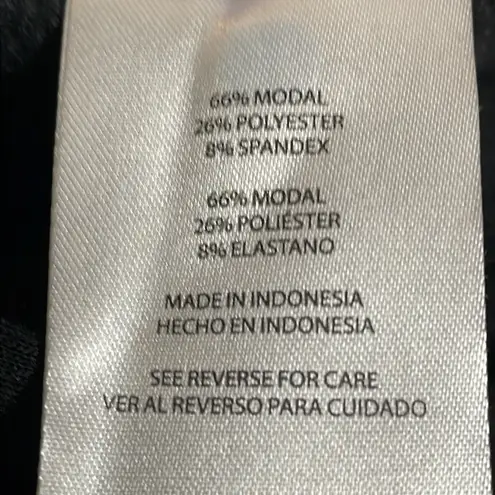 66% MODAL
26% POLYESTER
8% SPANDEX
66% MODAL
26% POLIÉSTER
8% ELASTANO
MADE IN INDONESIA
HECHO EN INDONESIA
SEE REVERSE FOR CARE
VER AL REVERSO PARA CUIDADO